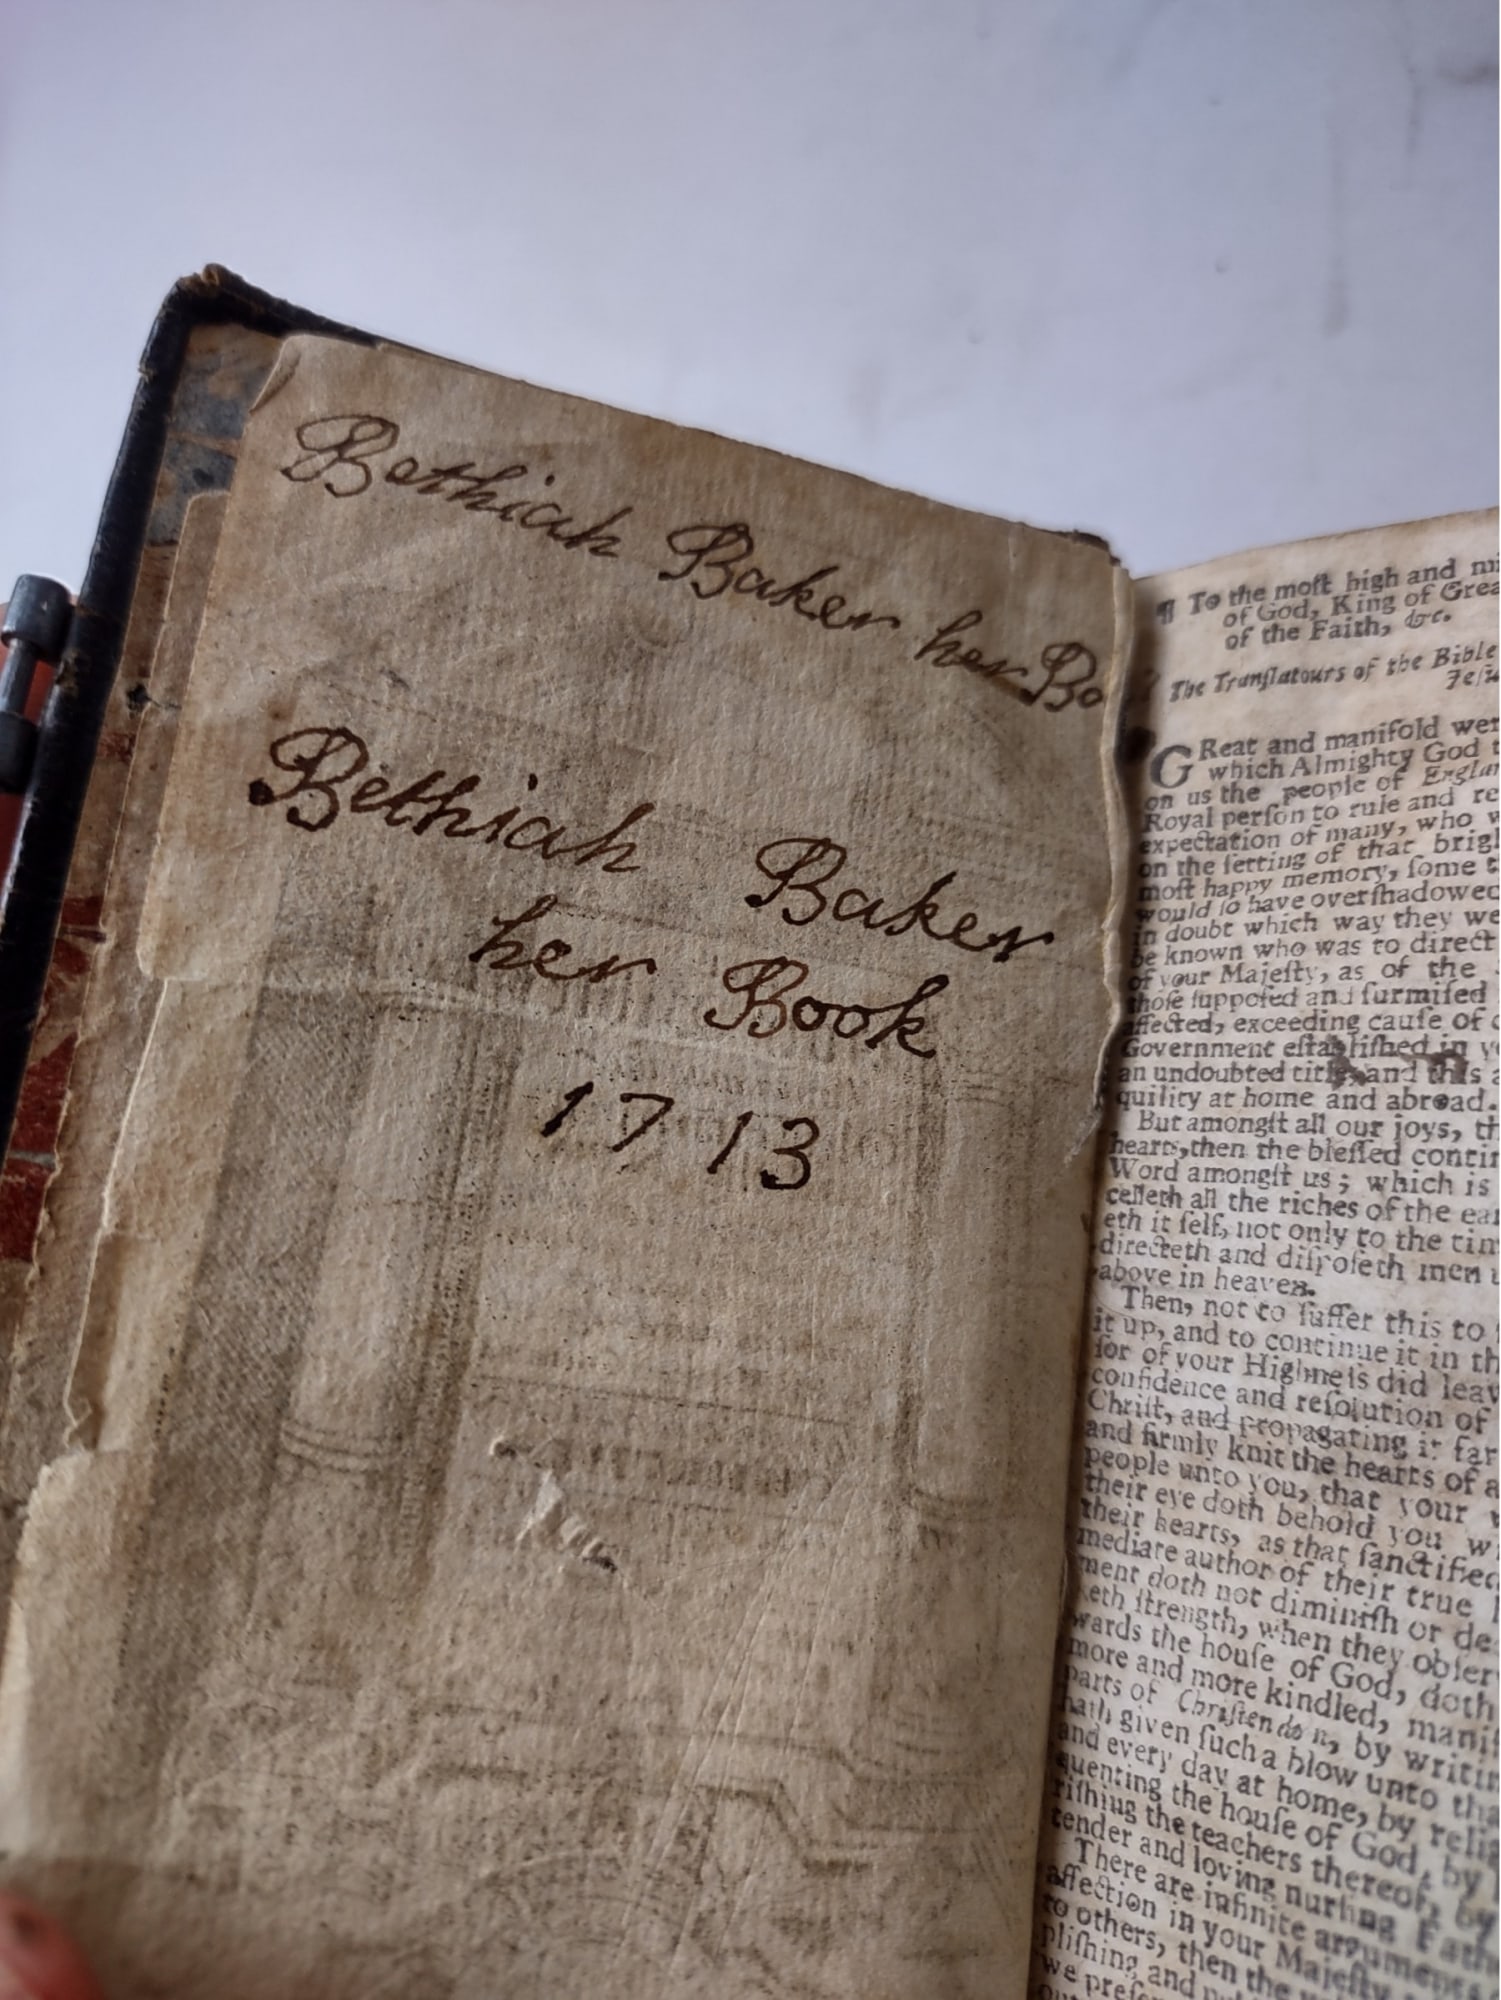 Bethiah Baker her Bo
Bethiah Baker
her Book
1713
¶ To the moſt high and
of God, King of Grea
of the Faith, &c.
The Tranſlatours of the Bible
GReat and manifold wer
which Almighty God t
on us the people of Englan
Royal perſon to rule and re
expectation of many, who w
on the ſetting of that brigh
moſt happy memory, ſome t
would ſo have overſhadowed
in doubt which way they we
be known who was to direct
of your Majeſty, as of the
thoſe ſuppoſed and ſurmiſed
affected, exceeding cauſe of
Government eſtabliſhed in
an undoubted title, and this a
quility at home and abroad.
But amongſt all our joys, th
hearts, then the bleſſed contin
Word amongſt us; which is
celleth all the riches of the ear
eth it ſelf, not only to the tim
directeth and diſpoſeth men u
above in heaven.
Then, not to ſuffer this to
it up, and to continue it in th
for of your Highneſs did leav
confidence and reſolution of
Chriſt, and propagating it far
and firmly knit the hearts of a
people unto you, that your
their eye doth behold you wi
their hearts, as that ſanctified
mediate author of their true
ment doth not diminiſh or de
keth ſtrength, when they obſer
wards the houſe of God, doth
more and more kindled, manif
parts of Chriſtendom, by writin
hath given ſuch a blow unto tha
and every day at home, by relig
quenting the houſe of God, by
riſhing the teachers thereof, by
tender and loving nurſing Fathe
There are infinite arguments
affection in your Majeſty
to others, then the
pliſhing and
we preſe